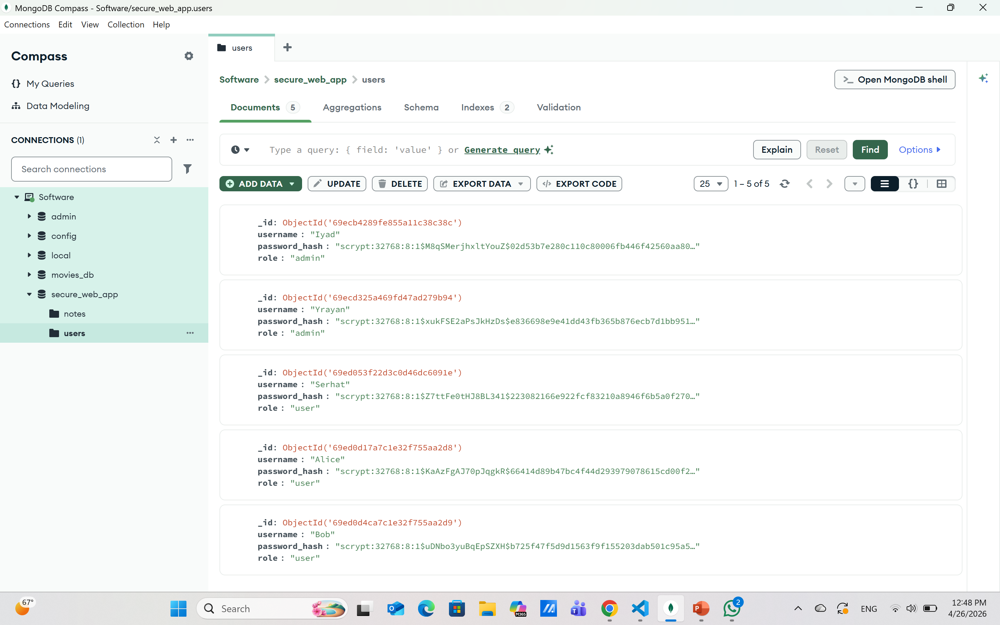 MongoDB Compass - Software/secure_web_app.users
Connections Edit View Collection Help
Compass
My Queries
Data Modeling
CONNECTIONS (1)
Search connections
Software
admin
config
local
movies_db
secure_web_app
notes
users
users
Software > secure_web_app > users
>_ Open MongoDB shell
Documents 5 Aggregations Schema Indexes 2 Validation
Type a query: { field: 'value' } or Generate query
Explain Reset Find Options
ADD DATA UPDATE DELETE EXPORT DATA EXPORT CODE
25 1 – 5 of 5
_id: ObjectId('69ecb4289fe855a11c38c38c')
username : "Iyad"
password_hash : "scrypt:32768:8:1$M8qSMerjhxltYouZ$02d53b7e280c110c80006fb446f42560aa80…"
role : "admin"
_id: ObjectId('69ecd325a469fd47ad279b94')
username : "Yrayan"
password_hash : "scrypt:32768:8:1$xukFSE2aPsJkHzDs$e836698e9e41dd43fb365b876ecb7d1bb951…"
role : "admin"
_id: ObjectId('69ed053f22d3c0d46dc6091e')
username : "Serhat"
password_hash : "scrypt:32768:8:1$Z7ttFe0tHJ8BL341$223082166e922fcf83210a8946f6b5a0f270…"
role : "user"
_id: ObjectId('69ed0d17a7c1e32f755aa2d8')
username : "Alice"
password_hash : "scrypt:32768:8:1$KaAzFgAJ70pJqgkR$66414d89b47bc4f44d293979078615cd00f2…"
role : "user"
_id: ObjectId('69ed0d4ca7c1e32f755aa2d9')
username : "Bob"
password_hash : "scrypt:32768:8:1$uDNbo3yuBqEpSZXH$b725f47f5d9d1563f9f155203dab501c95a5…"
role : "user"
67°
Search
M365
2
ENG
12:48 PM
4/26/2026